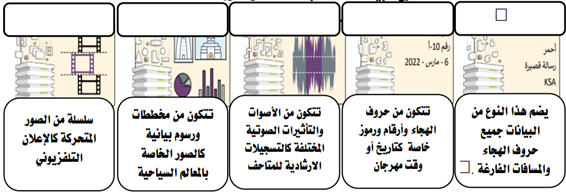 أحمر
رسالة قصيرة
KSA
يضم هذا النوع من
البيانات جميع
حروف الهجاء
والمسافات الفارغة .
رقم 10-أ
6 - مارس - 2022
تتكون من حروف
الهجاء وأرقام ورموز
خاصة كتاريخ أو
وقت مهرجان
تتكون من الأصوات
والتأثيرات الصوتية
المختلفة كالتسجيلات
الارشادية للمتاحف
تتكون من مخططات
ورسوم بيانية
كالصور الخاصة
بالمعالم السياحية
سلسلة من الصور
المتحركة كالإعلان
التلفزيوني